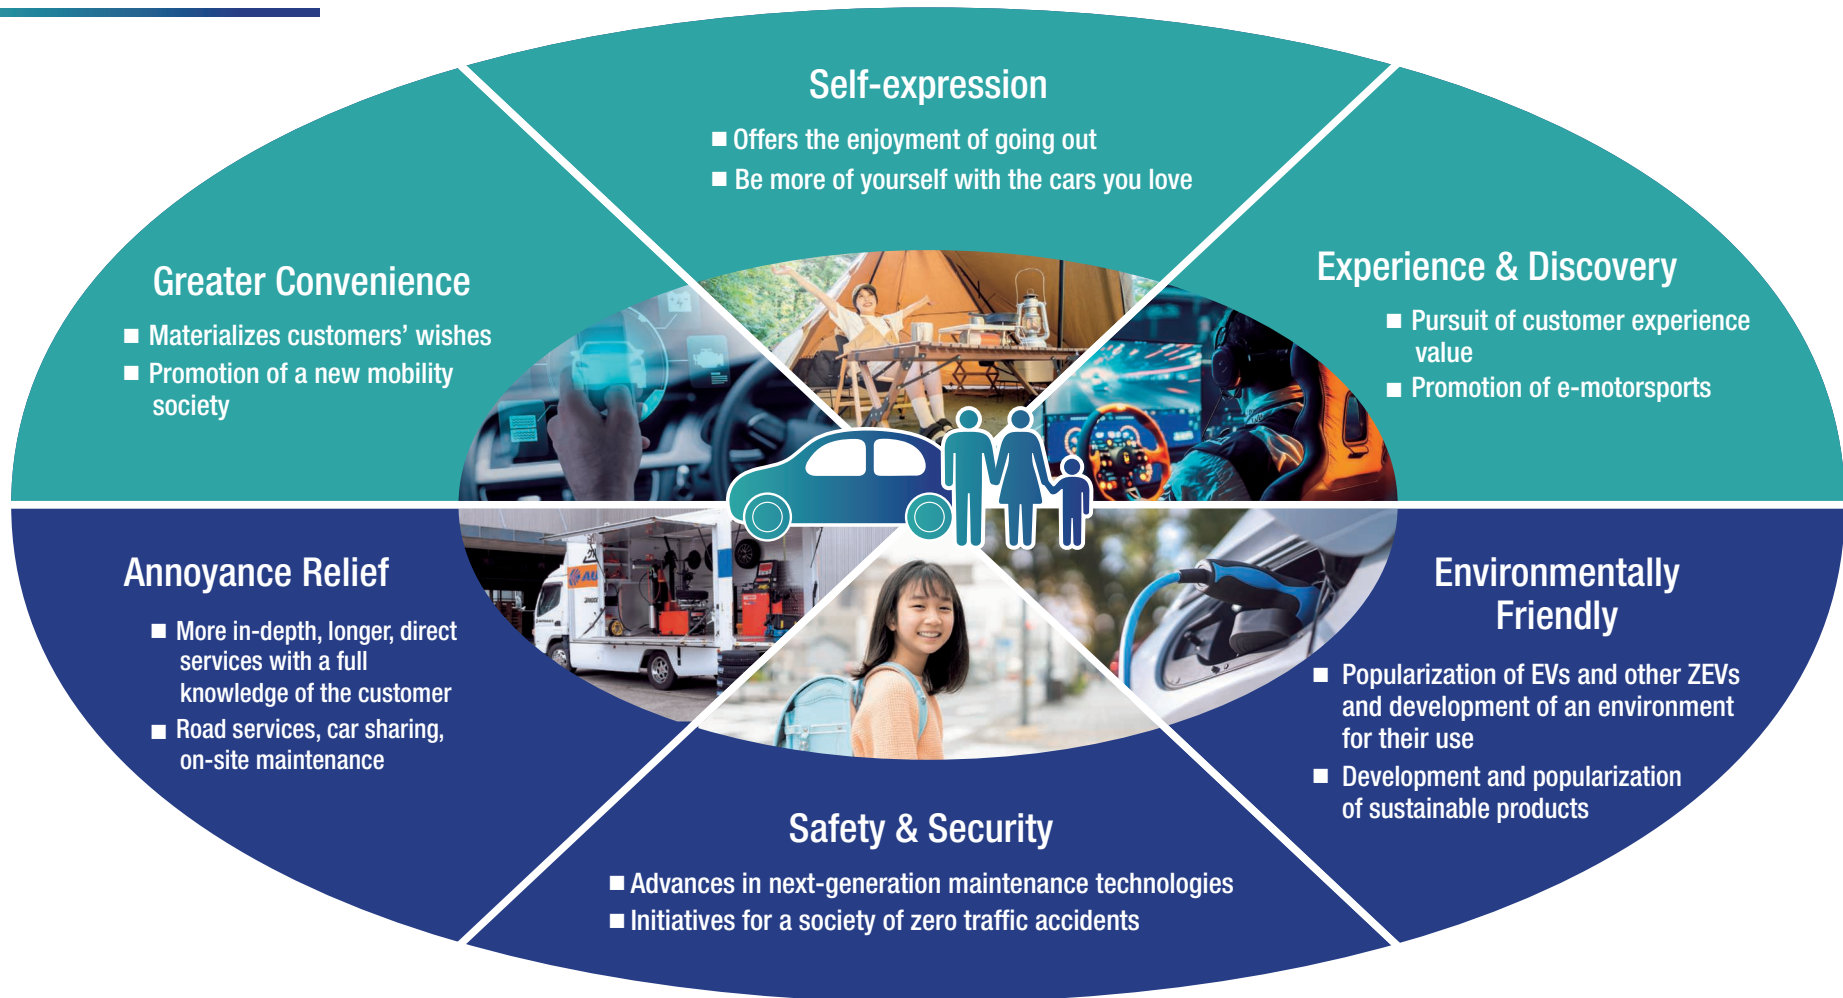 Self-expression
■ Offers the enjoyment of going out
■ Be more of yourself with the cars you love
Greater Convenience
■ Materializes customers’ wishes
■ Promotion of a new mobility
society
Experience & Discovery
■ Pursuit of customer experience
value
■ Promotion of e-motorsports
Annoyance Relief
■ More in-depth, longer, direct
services with a full
knowledge of the customer
■ Road services, car sharing,
on-site maintenance
Environmentally
Friendly
■ Popularization of EVs and other ZEVs
and development of an environment
for their use
■ Development and popularization
of sustainable products
Safety & Security
■ Advances in next-generation maintenance technologies
■ Initiatives for a society of zero traffic accidents